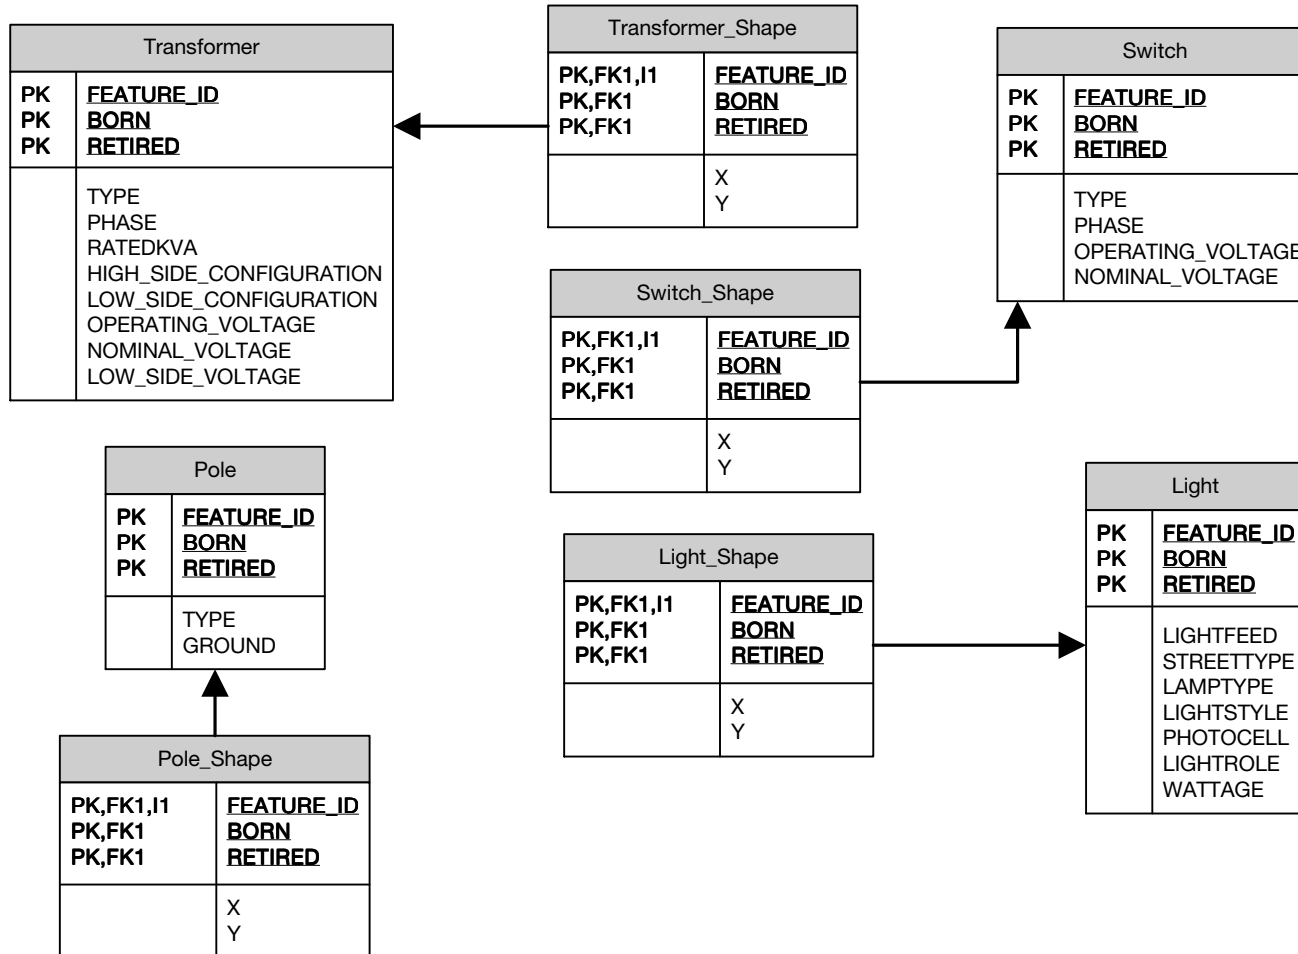 Transformer
PK FEATURE_ID
PK BORN
PK RETIRED
TYPE
PHASE
RATEDKVA
HIGH_SIDE_CONFIGURATION
LOW_SIDE_CONFIGURATION
OPERATING_VOLTAGE
NOMINAL_VOLTAGE
LOW_SIDE_VOLTAGE
Transformer_Shape
PK,FK1,I1 FEATURE_ID
PK,FK1 BORN
PK,FK1 RETIRED
X
Y
Switch
PK FEATURE_ID
PK BORN
PK RETIRED
TYPE
PHASE
OPERATING_VOLTAGE
NOMINAL_VOLTAGE
Switch_Shape
PK,FK1,I1 FEATURE_ID
PK,FK1 BORN
PK,FK1 RETIRED
X
Y
Pole
PK FEATURE_ID
PK BORN
PK RETIRED
TYPE
GROUND
Light_Shape
PK,FK1,I1 FEATURE_ID
PK,FK1 BORN
PK,FK1 RETIRED
X
Y
Light
PK FEATURE_ID
PK BORN
PK RETIRED
LIGHTFEED
STREETTYPE
LAMPTYPE
LIGHTSTYLE
PHOTOCELL
LIGHTROLE
WATTAGE
Pole_Shape
PK,FK1,I1 FEATURE_ID
PK,FK1 BORN
PK,FK1 RETIRED
X
Y